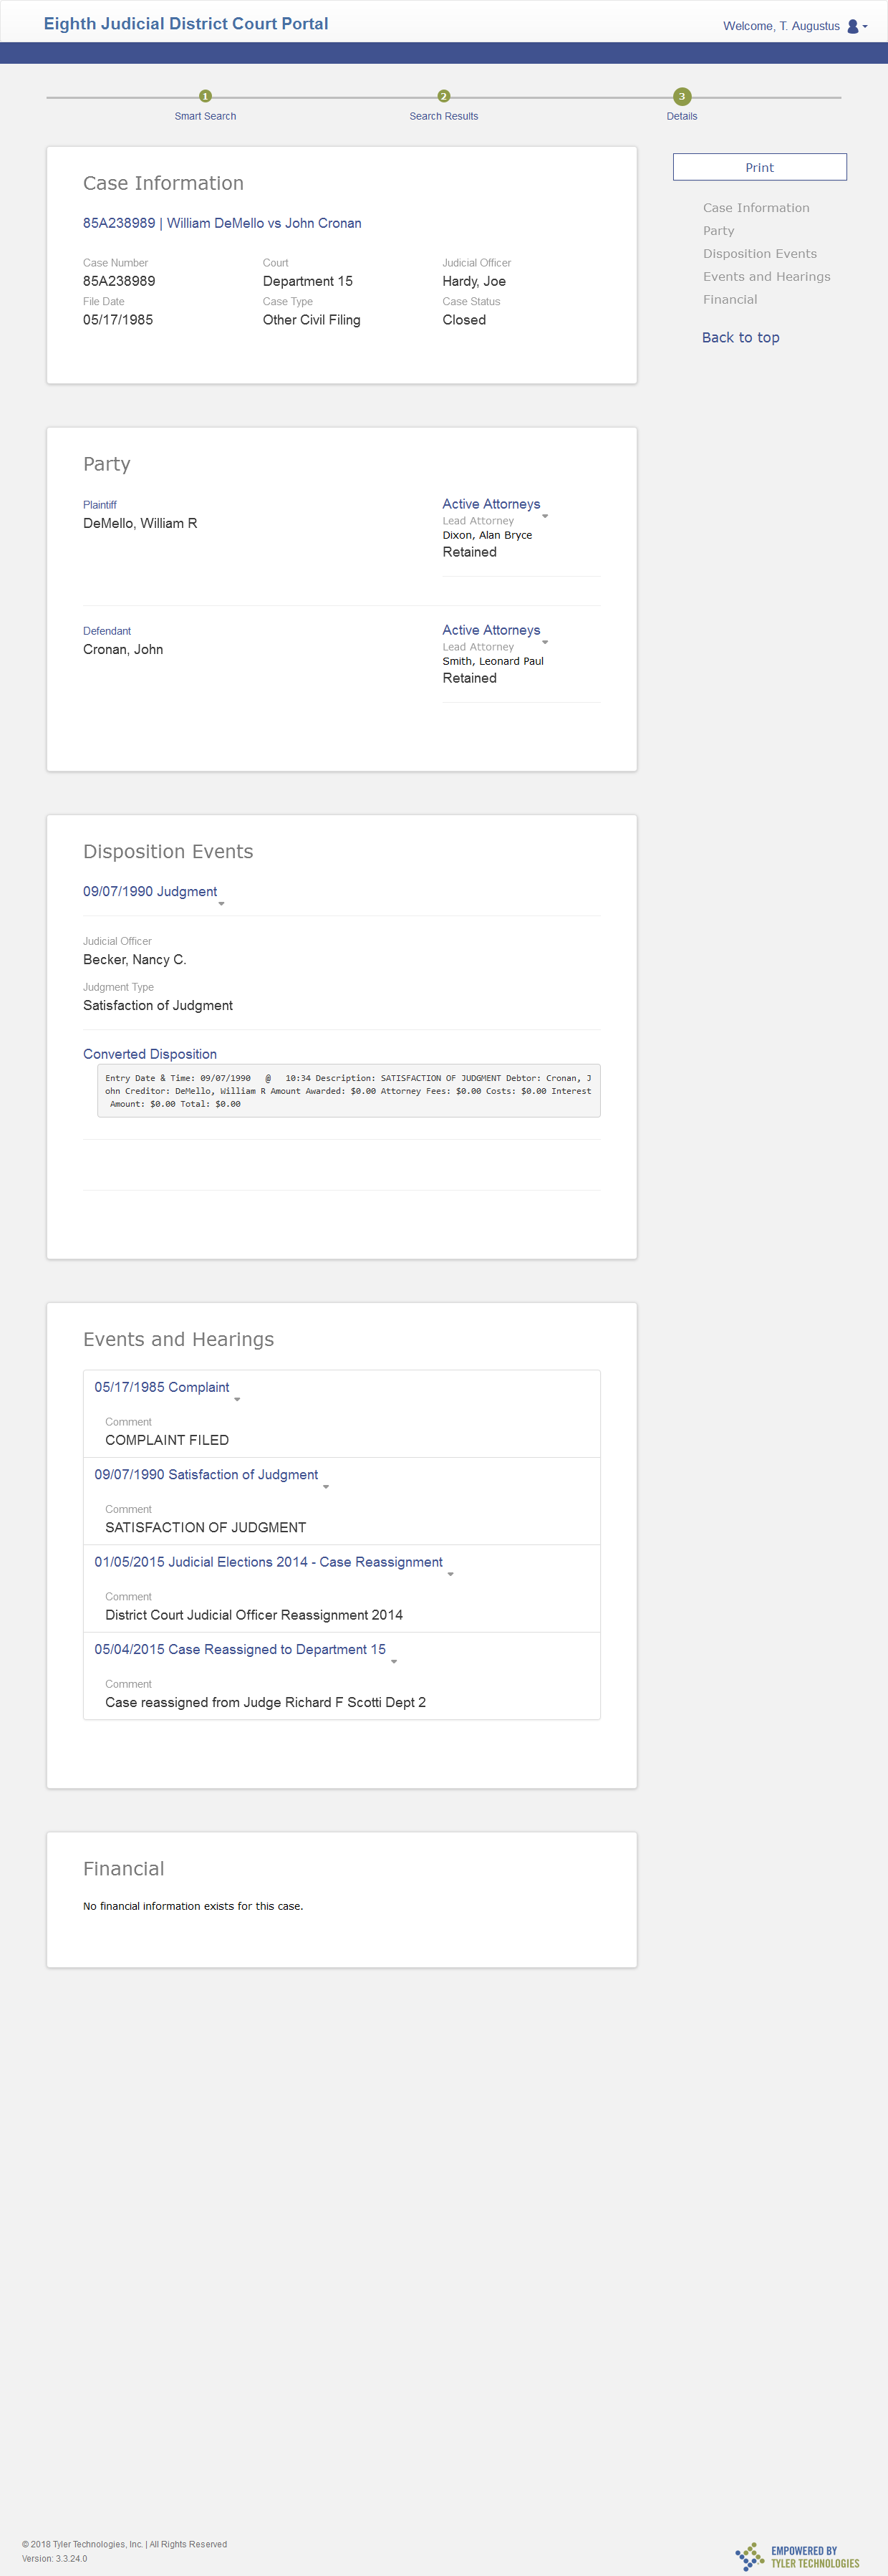 Eighth Judicial District Court Portal
Welcome, T. Augustus
1
2
3
Smart Search
Search Results
Details
Print
Case Information
Party
Disposition Events
Events and Hearings
Financial
Back to top
Case Information
85A238989 | William DeMello vs John Cronan
Case Number
Court
Judicial Officer
85A238989
Department 15
Hardy, Joe
File Date
Case Type
Case Status
05/17/1985
Other Civil Filing
Closed
Party
Plaintiff
DeMello, William R
Active Attorneys
Lead Attorney
Dixon, Alan Bryce
Retained
Defendant
Cronan, John
Active Attorneys
Lead Attorney
Smith, Leonard Paul
Retained
Disposition Events
09/07/1990 Judgment
Judicial Officer
Becker, Nancy C.
Judgment Type
Satisfaction of Judgment
Converted Disposition
Entry Date & Time: 09/07/1990 @ 10:34 Description: SATISFACTION OF JUDGMENT Debtor: Cronan, J
ohn Creditor: DeMello, William R Amount Awarded: $0.00 Attorney Fees: $0.00 Costs: $0.00 Interest
Amount: $0.00 Total: $0.00
Events and Hearings
05/17/1985 Complaint
Comment
COMPLAINT FILED
09/07/1990 Satisfaction of Judgment
Comment
SATISFACTION OF JUDGMENT
01/05/2015 Judicial Elections 2014 - Case Reassignment
Comment
District Court Judicial Officer Reassignment 2014
05/04/2015 Case Reassigned to Department 15
Comment
Case reassigned from Judge Richard F Scotti Dept 2
Financial
No financial information exists for this case.
© 2018 Tyler Technologies, Inc. | All Rights Reserved
Version: 3.3.24.0
EMPOWERED BY
TYLER TECHNOLOGIES